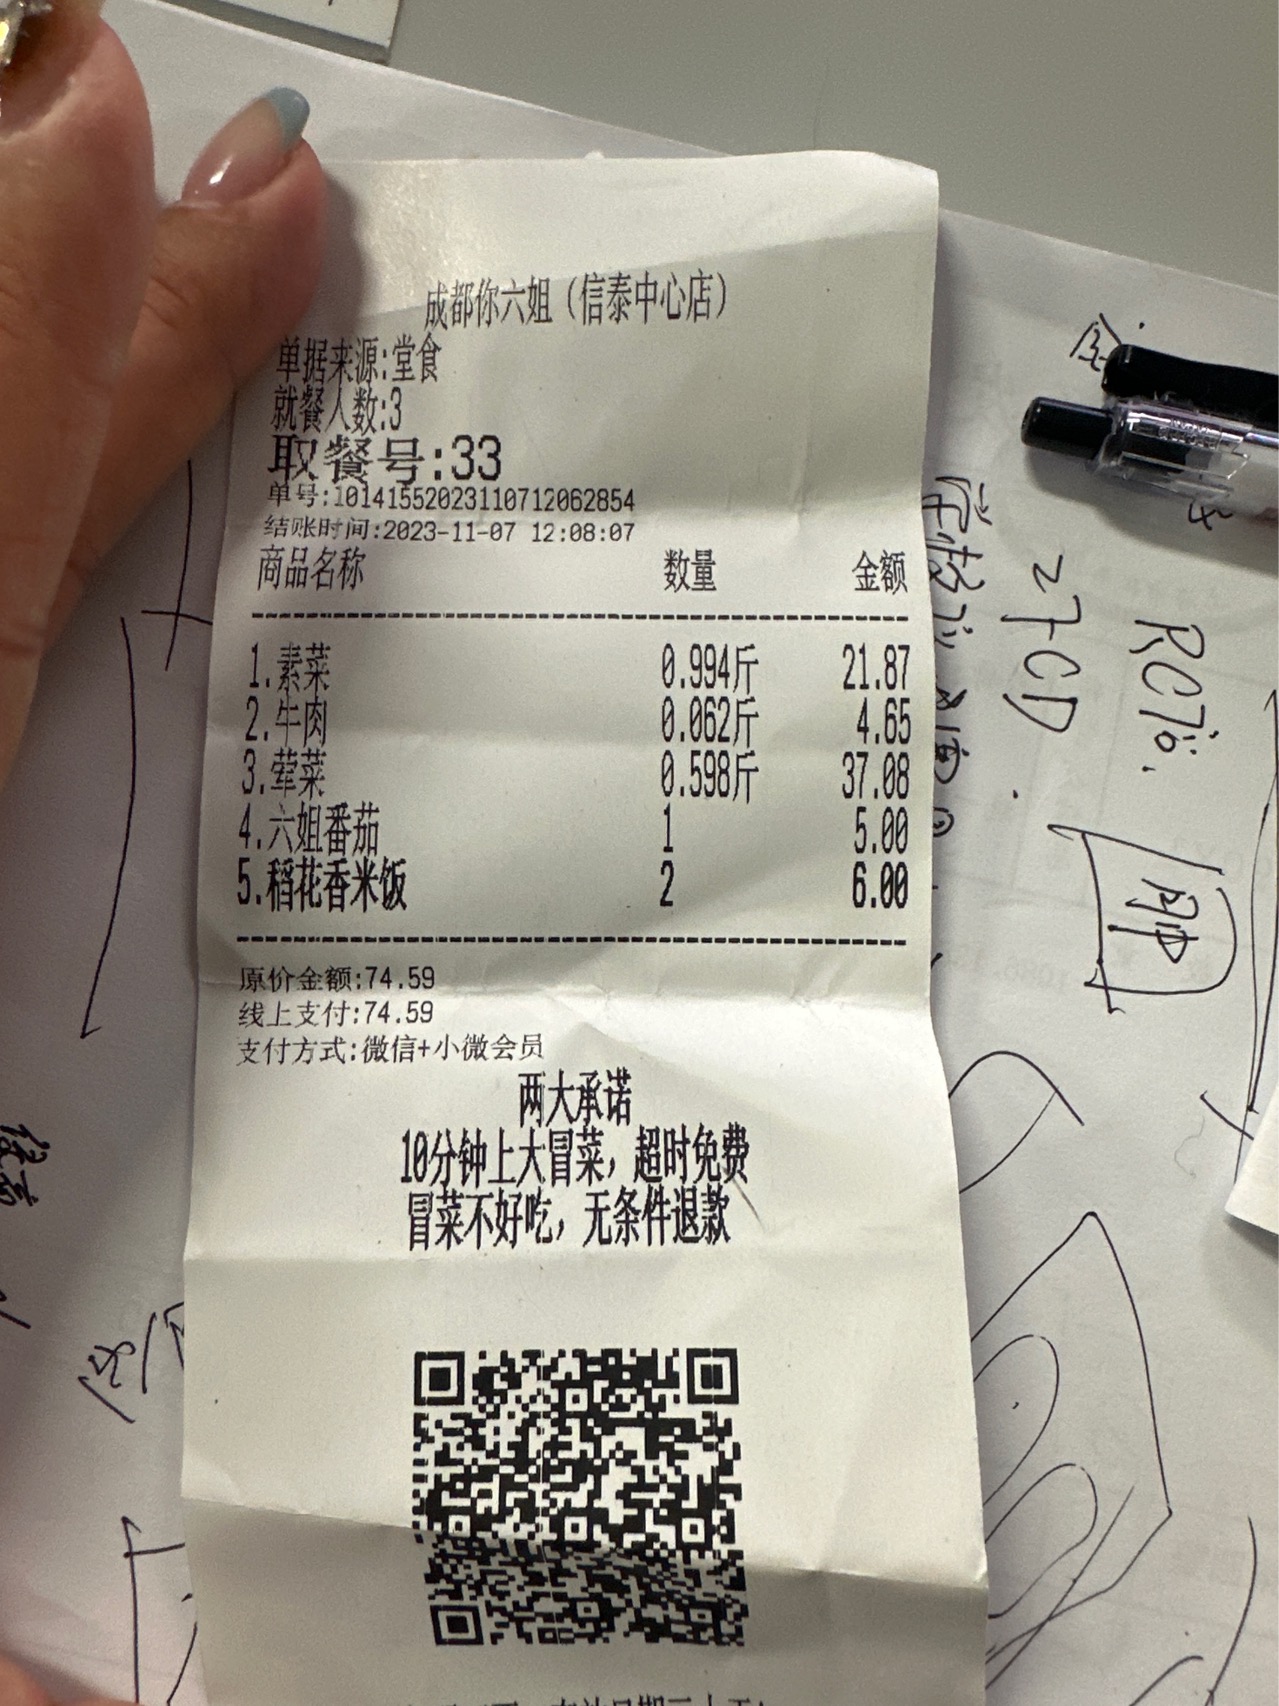 成都你六姐（信泰中心店）
单据来源:堂食
就餐人数:3
取餐号:33
单号:10141552023110712062854
结账时间:2023-11-07 12:08:07
商品名称 数量 金额
1.素菜 0.994斤 21.87
2.牛肉 0.062斤 4.65
3.荤菜 0.598斤 37.08
4.六姐番茄 1 5.00
5.稻花香米饭 2 6.00
原价金额:74.59
线上支付:74.59
支付方式:微信+小微会员
两大承诺
10分钟上大冒菜，超时免费
冒菜不好吃，无条件退款